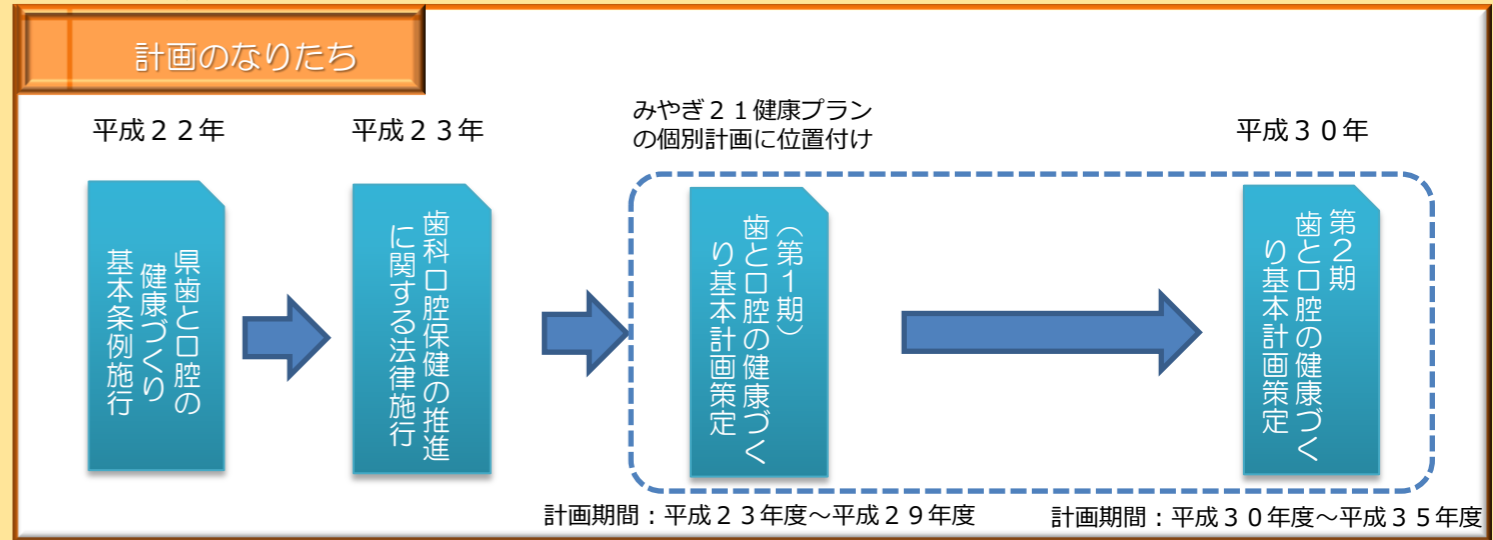 計画のなりたち
平成２２年
平成２３年
みやぎ２１健康プラン
の個別計画に位置付け
平成３０年
県歯と口腔の
健康づくり
基本条例施行
歯科口腔保健の推進
に関する法律施行
（第１期）
歯と口腔の健康づく
り基本計画策定
第２期
歯と口腔の健康づく
り基本計画策定
計画期間：平成２３年度～平成２９年度
計画期間：平成３０年度～平成３５年度